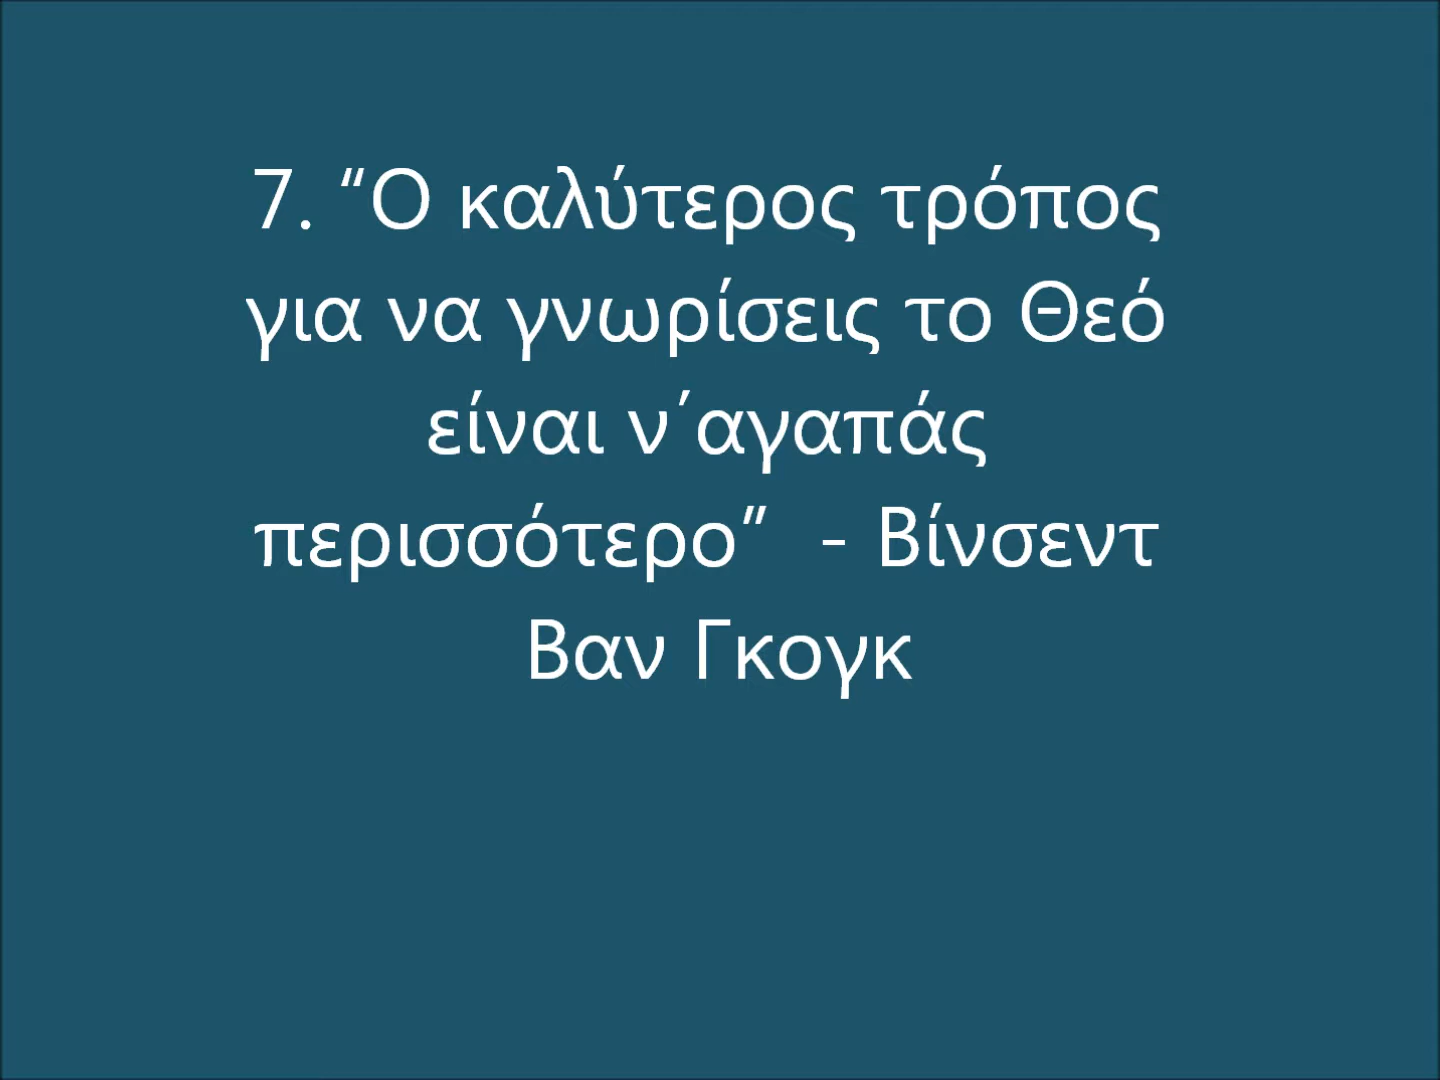 7. “Ο καλύτερος τρόπος
για να γνωρίσεις το Θεό
είναι ν΄αγαπάς
περισσότερο”  - Βίνσεντ
Βαν Γκογκ